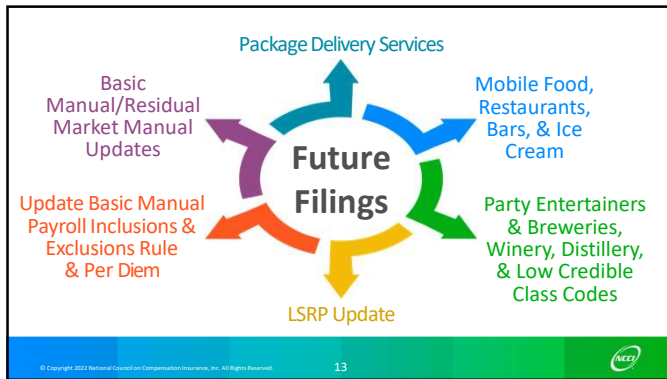 Package Delivery Services
Basic
Manual/Residual
Market Manual
Updates
Mobile Food,
Restaurants,
Bars, & Ice
Cream
Future
Filings
Update Basic Manual
Payroll Inclusions &
Exclusions Rule
& Per Diem
Party Entertainers
& Breweries,
Winery, Distillery,
& Low Credible
Class Codes
LSRP Update
© Copyright 2022 National Council on Compensation Insurance, Inc. All Rights Reserved.
13
NCCI